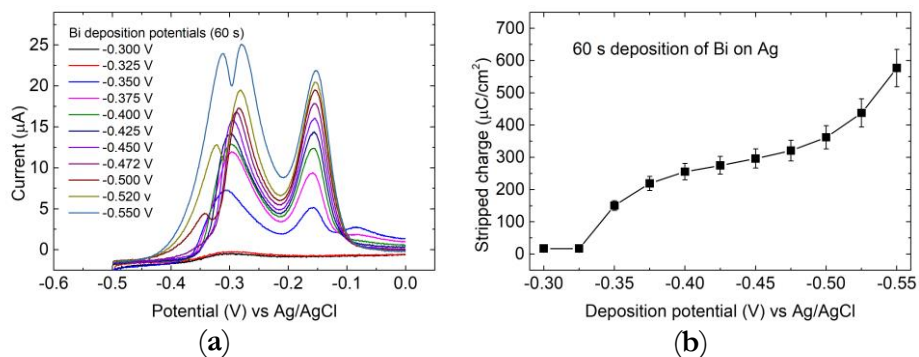 Bi deposition potentials (60 s)
-0.300 V
-0.325 V
-0.350 V
-0.375 V
-0.400 V
-0.425 V
-0.450 V
-0.472 V
-0.500 V
-0.520 v
-0.550 V
25
20
15
10
5
0
Current (μA)
-0.5 -0.4 -0.3 -0.2 -0.1 0.0
Potential (V) vs Ag/AgCl
(a)
60 s deposition of Bi on Ag
700
600
500
400
300
200
100
0
Stripped charge (μC/cm²)
-0.30 -0.35 -0.40 -0.45 -0.50 -0.55
Deposition potential (V) vs Ag/AgCl
(b)